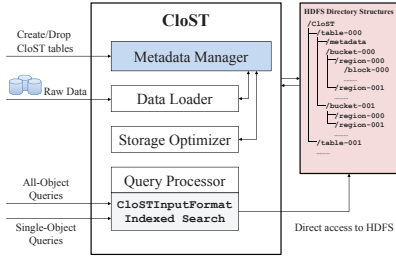 CloST
HDFS Directory Structures
Create/Drop
CloST tables
Metadata Manager
Raw Data
Data Loader
Storage Optimizer
Query Processor
All-Object
Queries
CloSTInputFormat
Indexed Search
Single-Object
Queries
Direct access to HDFS
/CloST
/table-000
/metadata
/bucket-000
/region-000
/block-000
......
/region-001
......
/bucket-001
/region-000
/region-001
......
/table-001
......